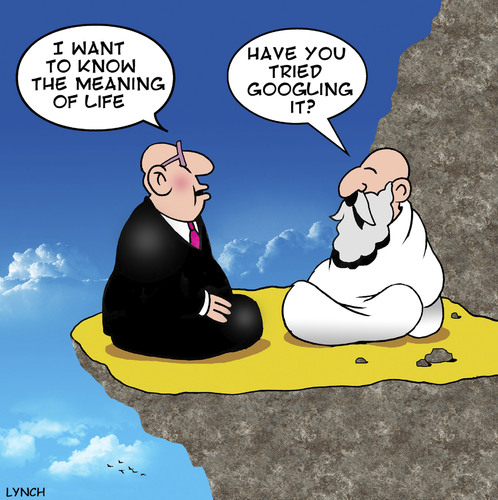 I WANT
TO KNOW
THE MEANING
OF LIFE
HAVE YOU
TRIED
GOOGLING
IT?
LYNCH